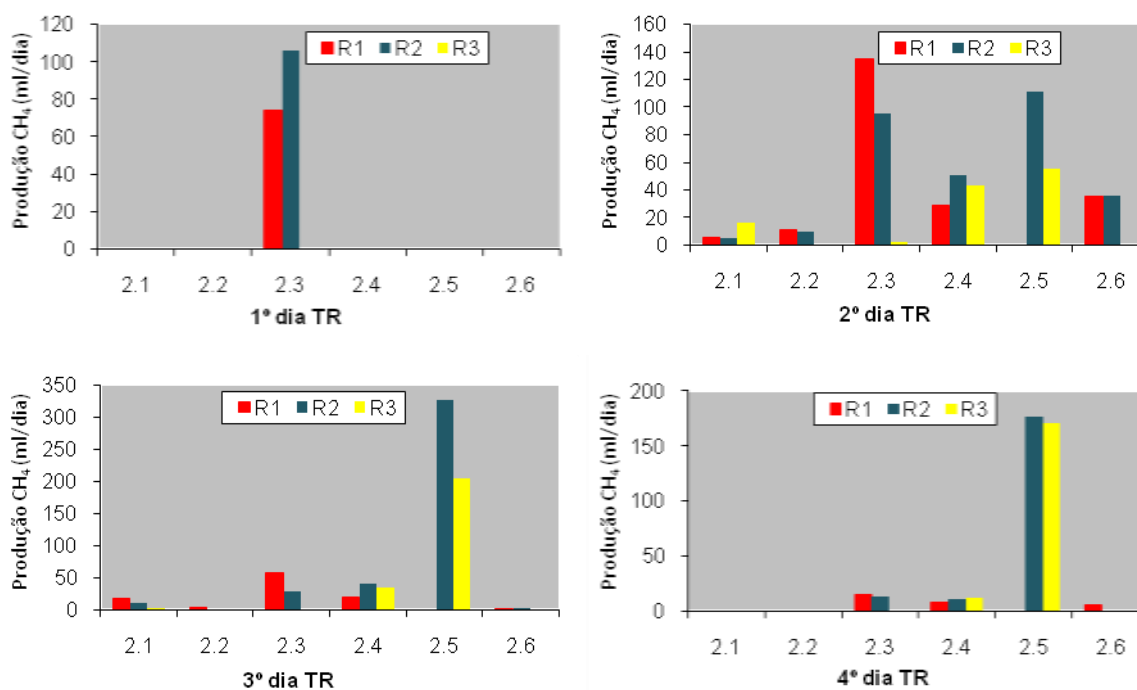 Produção CH₄ (ml/dia)
120
100
80
60
40
20
0
R1 R2 R3
2.1 2.2 2.3 2.4 2.5 2.6
1º dia TR
Produção CH₄ (ml/dia)
160
140
120
100
80
60
40
20
0
R1 R2 R3
2.1 2.2 2.3 2.4 2.5 2.6
2º dia TR
Produção CH₄ (ml/dia)
350
300
250
200
150
100
50
0
R1 R2 R3
2.1 2.2 2.3 2.4 2.5 2.6
3º dia TR
Produção CH₄ (ml/dia)
200
150
100
50
0
R1 R2 R3
2.1 2.2 2.3 2.4 2.5 2.6
4º dia TR